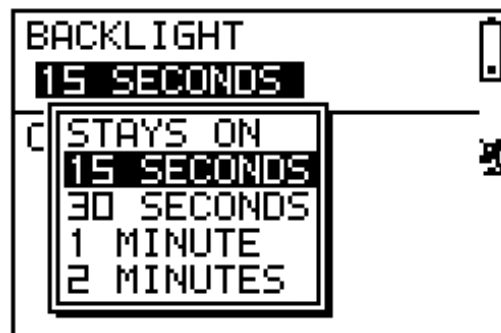 BACKLIGHT
15 SECONDS
C
STAYS ON
15 SECONDS
30 SECONDS
1 MINUTE
2 MINUTES